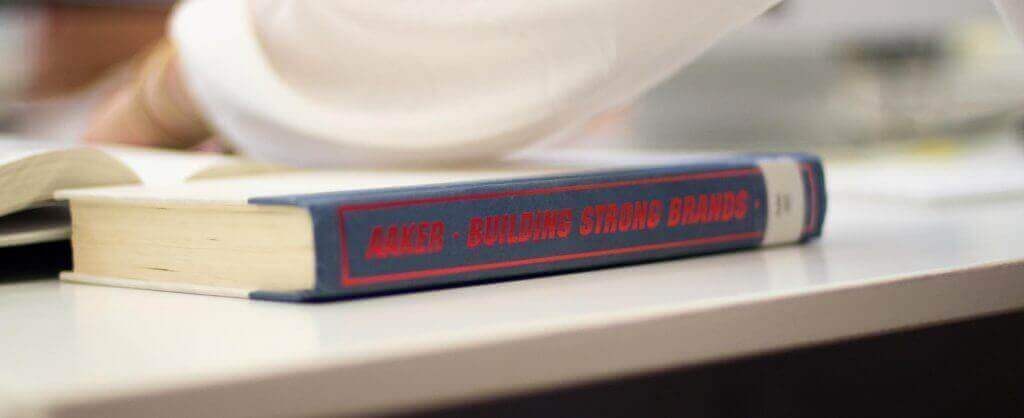 AAKER · BUILDING STRONG BRANDS ·